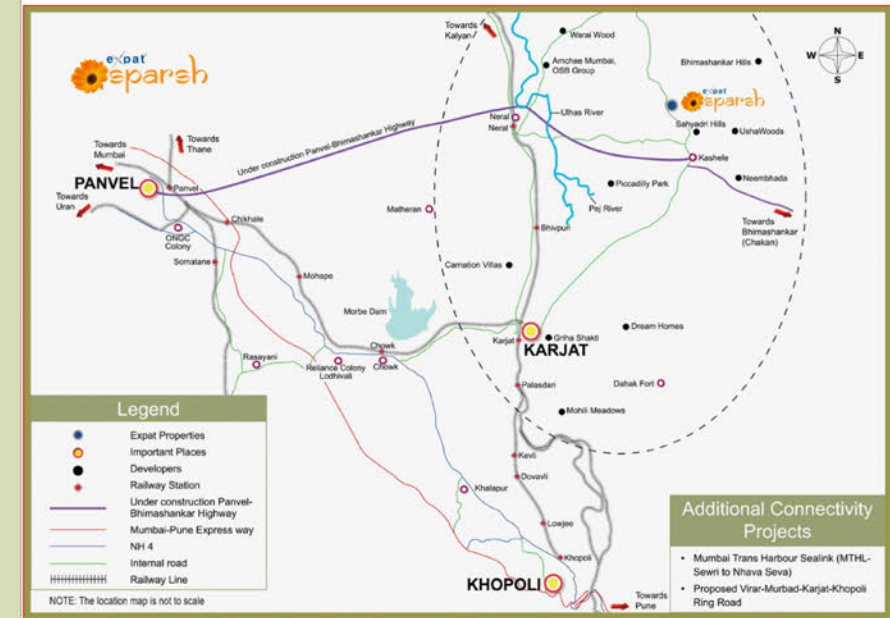 expat
sparsh
Towards
Kalyan
Warai Wood
Amchee Mumbai,
OSB Group
Bhimashankar Hills
N
W
E
S
expat
sparsh
Ulhas River
Neral
Neral
Sahyadri Hills
UshaWoods
Kashele
Under construction Panvel-Bhimashankar Highway
Towards
Mumbai
Towards
Thane
PANVEL
Panvel
Towards
Uran
ONGC
Colony
Chikhale
Somatane
Matheran
Piccadilly Park
Neembhada
Pej River
Towards
Bhimashankar
(Chakan)
Bhivpuri
Carnation Villas
Mohape
Morbe Dam
Karjat
KARJAT
Griha Shakti
Dream Homes
Rasayani
Reliance Colony
Lodhivali
Chowk
Chowk
Palasdari
Dahak Fort
Mohili Meadows
Kevli
Dovavli
Khalapur
Lowjee
Khopoli
KHOPOLI
Towards
Pune
Legend
Expat Properties
Important Places
Developers
Railway Station
Under construction Panvel-
Bhimashankar Highway
Mumbai-Pune Express way
NH 4
Internal road
Railway Line
NOTE: The location map is not to scale
Additional Connectivity
Projects
• Mumbai Trans Harbour Sealink (MTHL-
Sewri to Nhava Seva)
• Proposed Virar-Murbad-Karjat-Khopoli
Ring Road